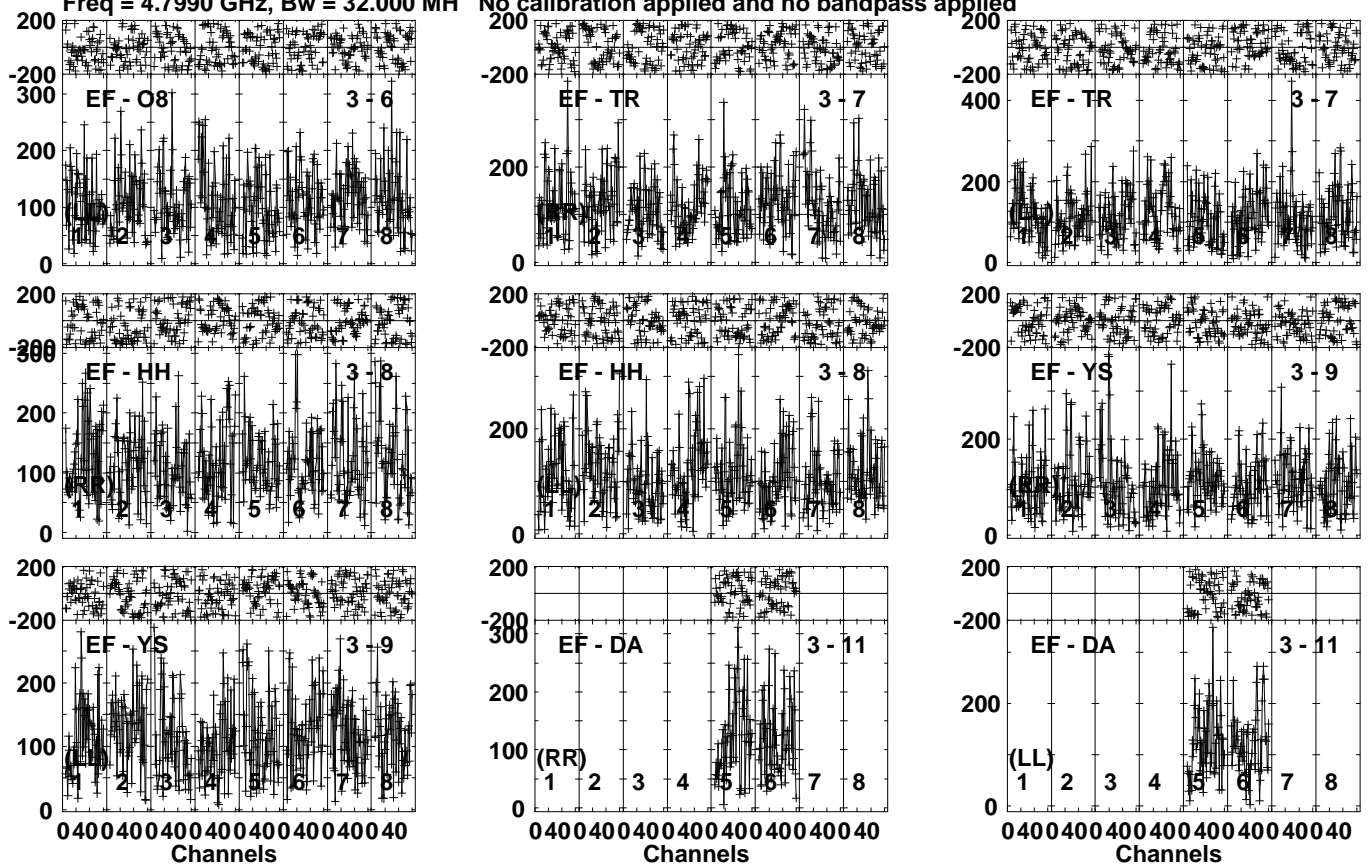 Freq = 4.7990 GHz, Bw = 32.000 MH No calibration applied and no bandpass applied
200 200 200
-200 -200 -200
300 EF - O8 3 - 6 EF - TR 3 - 7 400 EF - TR 3 - 7
200 200 200
100
(LL) (RR) (LL)
1 2 3 4 5 6 7 8 1 2 3 4 5 6 7 8 1 2 3 4 5 6 7 8
0 0 0
200 200 200
-200 -200 -200
300 EF - HH 3 - 8 EF - HH 3 - 8 EF - YS 3 - 9
200 200 200
100
(RR) (LL) (RR)
1 2 3 4 5 6 7 8 1 2 3 4 5 6 7 8 1 2 3 4 5 6 7 8
0 0 0
200 200 200
-200 -200 -200
EF - YS 3 - 9 300 EF - DA 3 - 11 EF - DA 3 - 11
200 200 200
100 100
(LL) (RR) (LL)
1 2 3 4 5 6 7 8 1 2 3 4 5 6 7 8 1 2 3 4 5 6 7 8
0 0 0
0 40 0 40 0 40 0 40 0 40 0 40 0 40 0 40 0 40 0 40 0 40 0 40 0 40 0 40 0 40 0 40 0 40 0 40 0 40 0 40 0 40 0 40 0 40 0 40
Channels Channels Channels